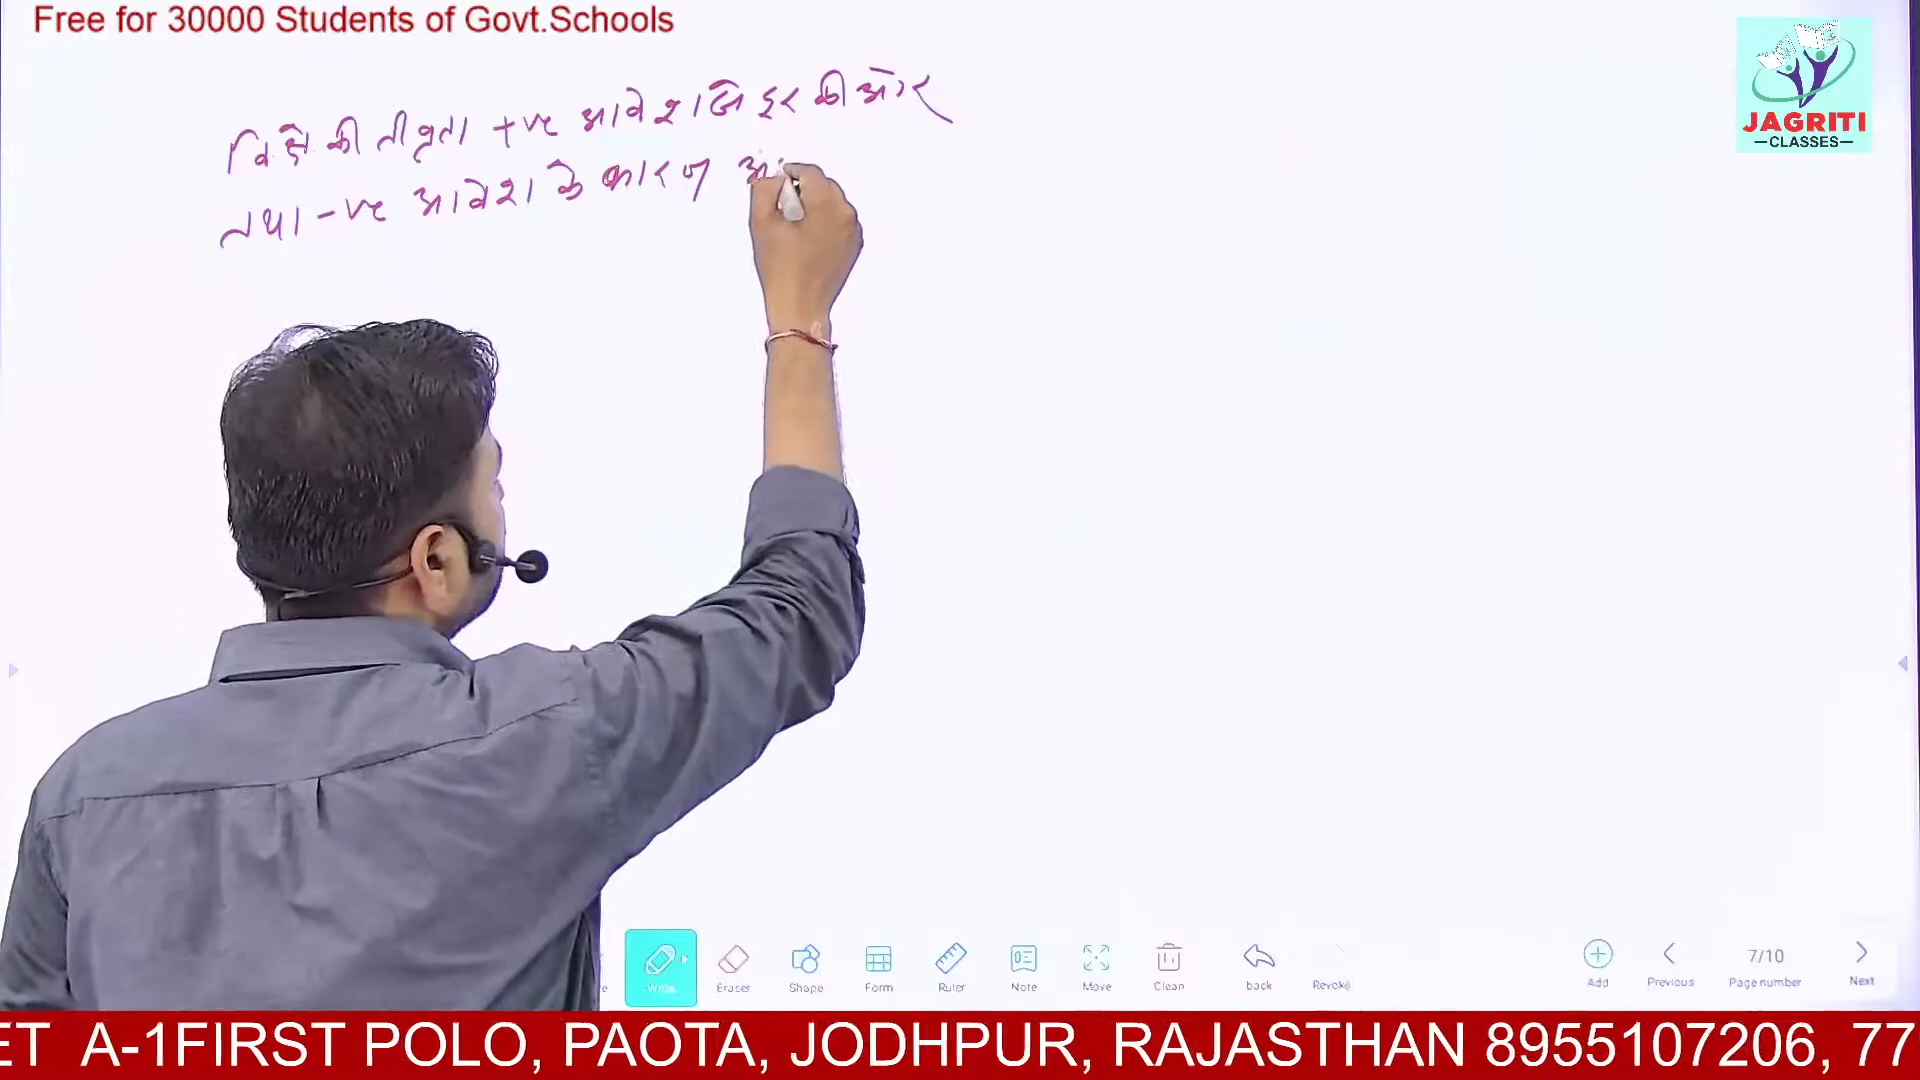 Free for 30000 Students of Govt.Schools
JAGRITI
CLASSES
वि. क्षे. की तीव्रता +ve आवेश से दूर की ओर
तथा -ve आवेश के कारण
Write
Eraser
Shape
Form
Ruler
Note
Move
Clean
back
Revoke
Add
Previous
7/10
Page number
Next
ET A-1FIRST POLO, PAOTA, JODHPUR, RAJASTHAN 8955107206, 77